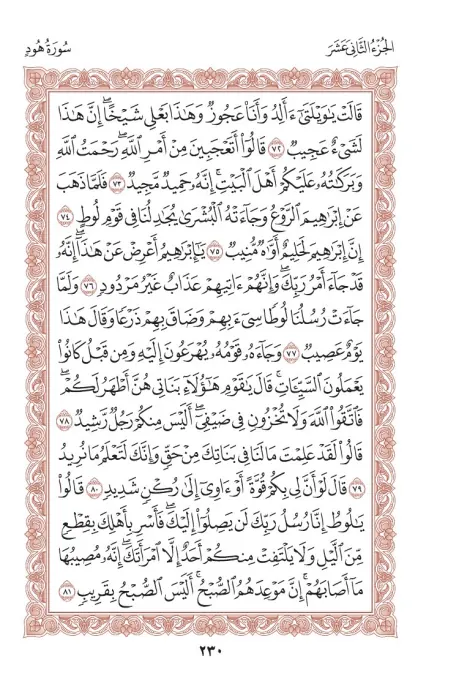 الجُزْءُ الثَّانِي عَشَرَ
سُورَةُ هُودٍ
قَالَتْ يَٰوَيْلَتَىٰٓ ءَأَلِدُ وَأَنَا۠ عَجُوزٌ وَهَٰذَا بَعْلِي شَيْخًاۖ إِنَّ هَٰذَا
لَشَيْءٌ عَجِيبٌ ٧٢ قَالُوٓا۟ أَتَعْجَبِينَ مِنْ أَمْرِ ٱللَّهِۖ رَحْمَتُ ٱللَّهِ
وَبَرَكَٰتُهُۥ عَلَيْكُمْ أَهْلَ ٱلْبَيْتِۚ إِنَّهُۥ حَمِيدٌ مَّجِيدٌ ٧٣ فَلَمَّا ذَهَبَ
عَنْ إِبْرَٰهِيمَ ٱلرَّوْعُ وَجَآءَتْهُ ٱلْبُشْرَىٰ يُجَٰدِلُنَا فِي قَوْمِ لُوطٍ ٧٤
إِنَّ إِبْرَٰهِيمَ لَحَلِيمٌ أَوَّٰهٌ مُّنِيبٌ ٧٥ يَٰٓإِبْرَٰهِيمُ أَعْرِضْ عَنْ هَٰذَآۖ إِنَّهُۥ
قَدْ جَآءَ أَمْرُ رَبِّكَۖ وَإِنَّهُمْ ءَاتِيهِمْ عَذَابٌ غَيْرُ مَرْدُودٍ ٧٦ وَلَمَّا
جَآءَتْ رُسُلُنَا لُوطًا سِيٓءَ بِهِمْ وَضَاقَ بِهِمْ ذَرْعًا وَقَالَ هَٰذَا
يَوْمٌ عَصِيبٌ ٧٧ وَجَآءَهُۥ قَوْمُهُۥ يُهْرَعُونَ إِلَيْهِ وَمِن قَبْلُ كَانُوا۟
يَعْمَلُونَ ٱلسَّيِّـَٔاتِۚ قَالَ يَٰقَوْمِ هَٰٓؤُلَآءِ بَنَاتِي هُنَّ أَطْهَرُ لَكُمْۖ
فَٱتَّقُوا۟ ٱللَّهَ وَلَا تُخْزُونِ فِي ضَيْفِيٓۖ أَلَيْسَ مِنكُمْ رَجُلٌ رَّشِيدٌ ٧٨
قَالُوا۟ لَقَدْ عَلِمْتَ مَا لَنَا فِي بَنَاتِكَ مِنْ حَقٍّ وَإِنَّكَ لَتَعْلَمُ مَا نُرِيدُ
٧٩ قَالَ لَوْ أَنَّ لِي بِكُمْ قُوَّةً أَوْ ءَاوِيٓ إِلَىٰ رُكْنٍ شَدِيدٍ ٨٠ قَالُوا۟
يَٰلُوطُ إِنَّا رُسُلُ رَبِّكَ لَن يَصِلُوٓا۟ إِلَيْكَۖ فَأَسْرِ بِأَهْلِكَ بِقِطْعٍ
مِّنَ ٱلَّيْلِ وَلَا يَلْتَفِتْ مِنكُمْ أَحَدٌ إِلَّا ٱمْرَأَتَكَۖ إِنَّهُۥ مُصِيبُهَا
مَآ أَصَابَهُمْۚ إِنَّ مَوْعِدَهُمُ ٱلصُّبْحُۚ أَلَيْسَ ٱلصُّبْحُ بِقَرِيبٍ ٨١
٢٣٠